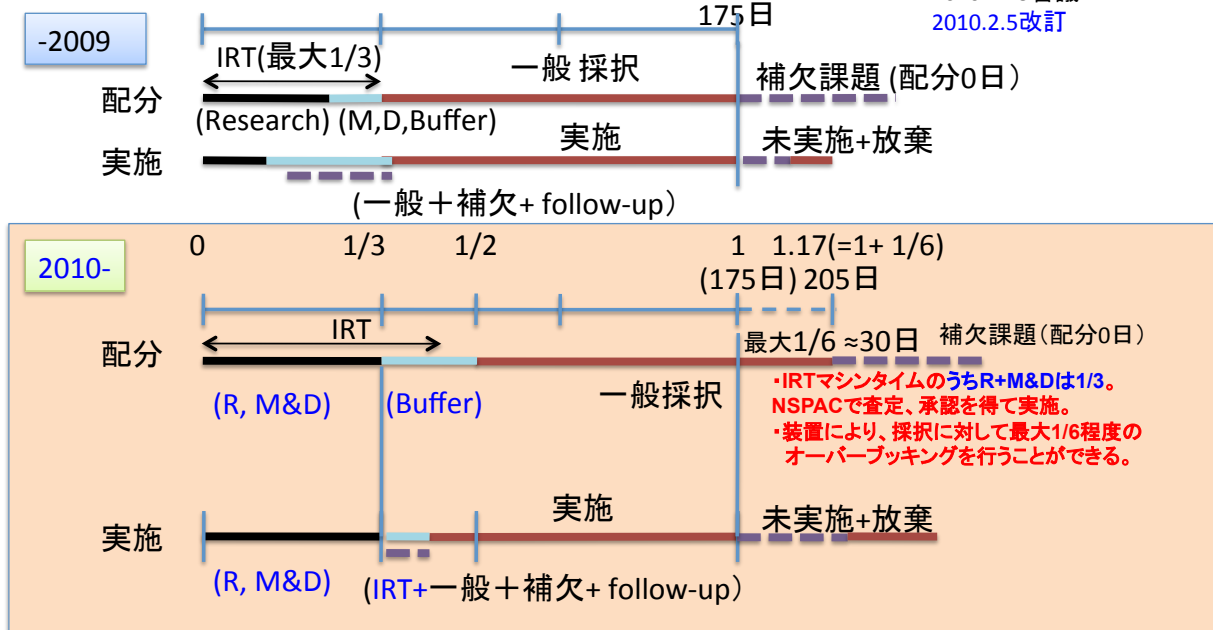 175日
2010.2.5改訂
-2009
IRT(最大1/3)
一般 採択
補欠課題 (配分0日）
配分
(Research) (M,D,Buffer)
実施
実施
未実施+放棄
(一般＋補欠+ follow-up）
2010-
0 1/3 1/2 1 1.17(=1+ 1/6)
(175日) 205日
IRT
配分
最大1/6 ≈30日
補欠課題（配分0日）
(R, M&D)
(Buffer)
一般採択
・IRTマシンタイムのうちR+M&Dは1/3。
NSPACで査定、承認を得て実施。
・装置により、採択に対して最大1/6程度の
オーバーブッキングを行うことができる。
実施
実施
未実施+放棄
(R, M&D)
(IRT+一般＋補欠+ follow-up）